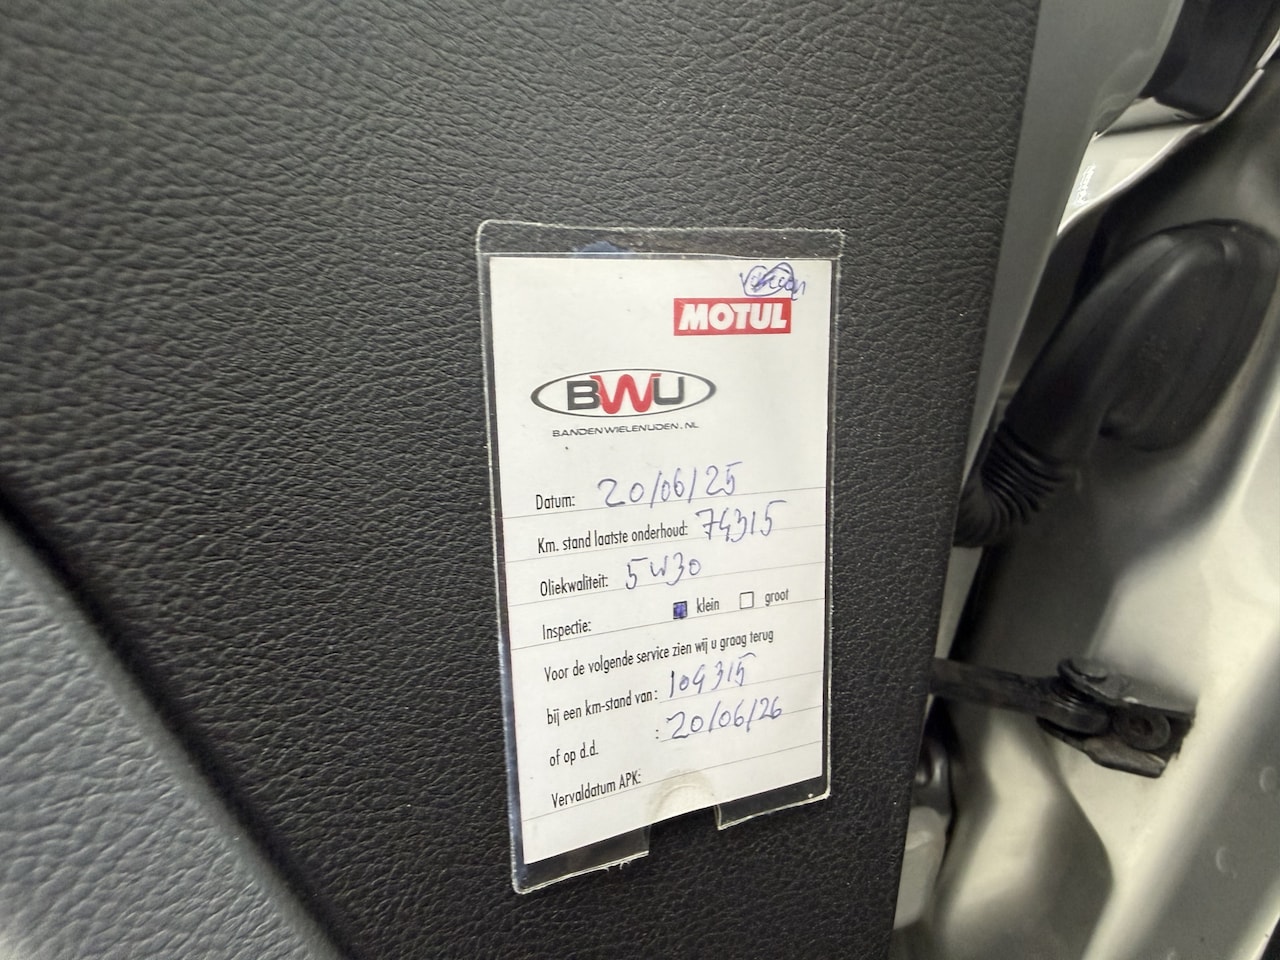 MOTUL
BWU
BANDENWIELENUDEN.NL
Datum: 20/06/25
Km. stand laatste onderhoud: 74315
Oliekwaliteit: 5W30
Inspectie: klein groot
Voor de volgende service zien wij u graag terug
bij een km-stand van: 104315
of op d.d. : 20/06/26
Vervaldatum APK: